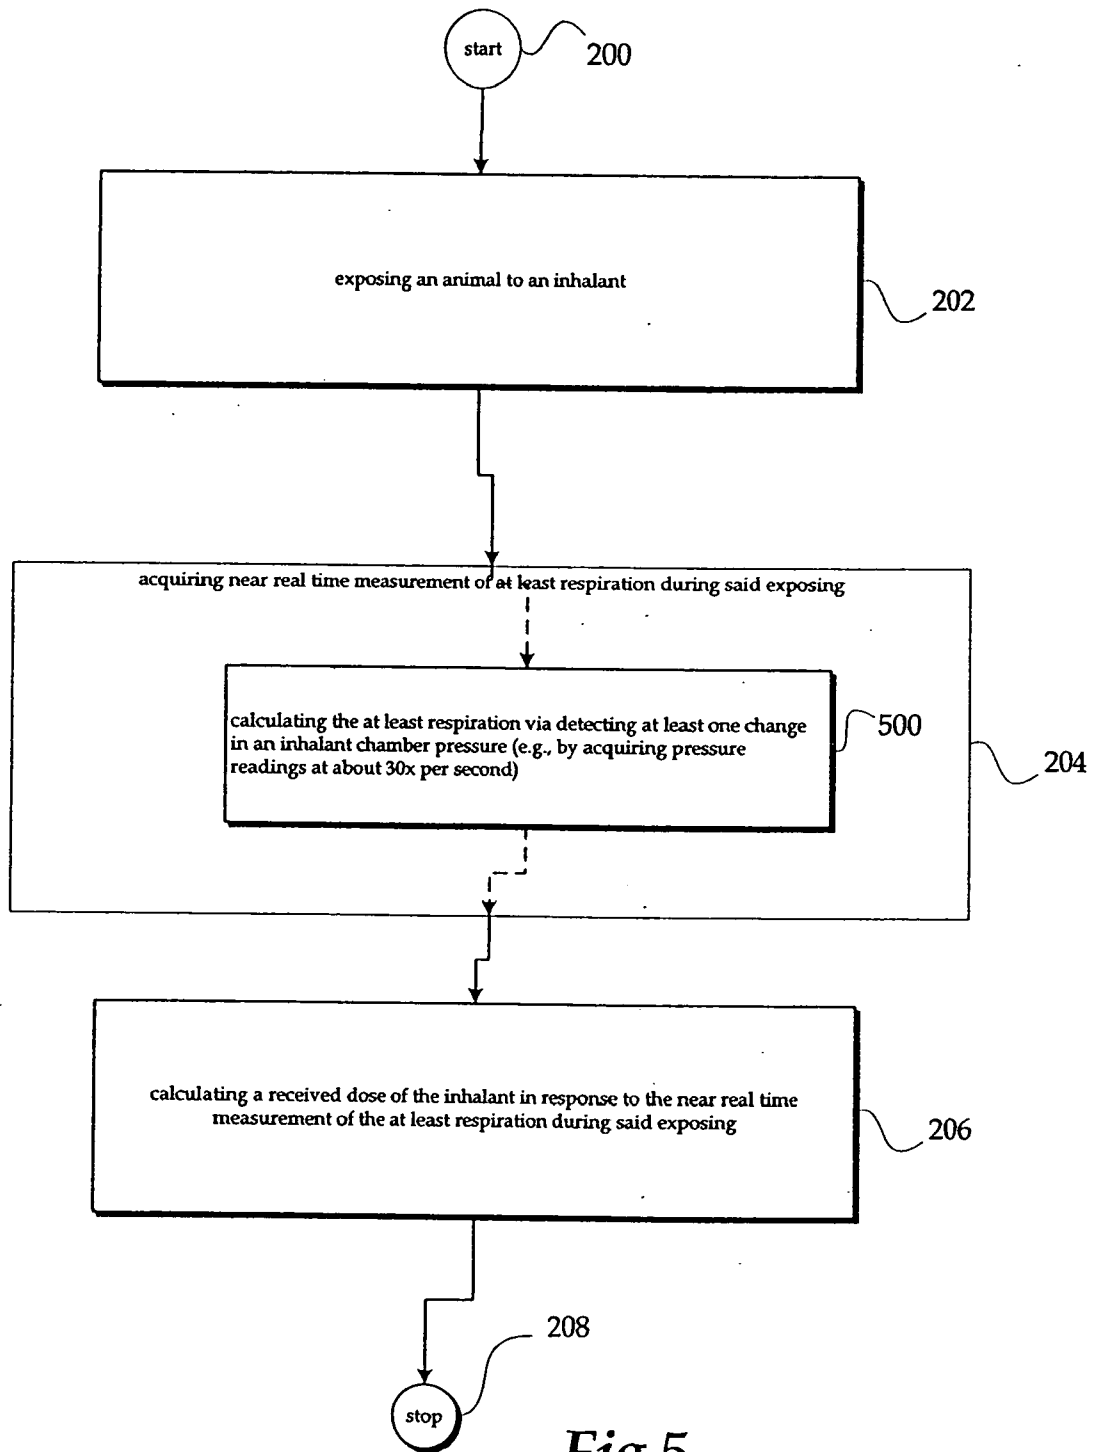 start
200
exposing an animal to an inhalant
202
acquiring near real time measurement of at least respiration during said exposing
calculating the at least respiration via detecting at least one change
in an inhalant chamber pressure (e.g., by acquiring pressure
readings at about 30x per second)
500
204
calculating a received dose of the inhalant in response to the near real time
measurement of the at least respiration during said exposing
206
208
stop
Fig 5